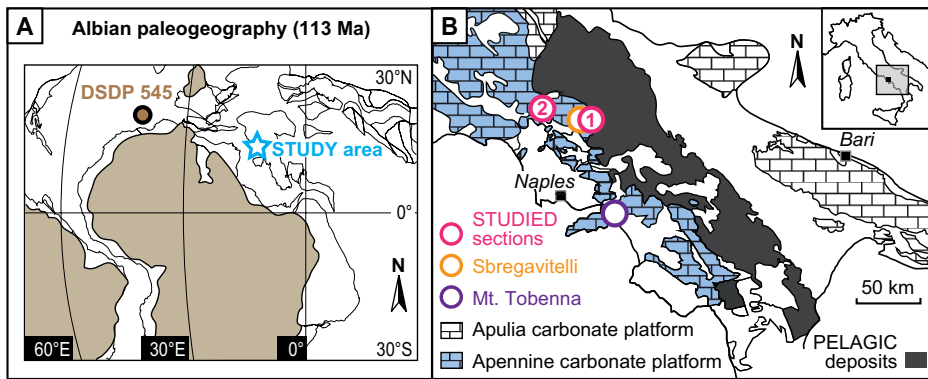 A
Albian paleogeography (113 Ma)
30°N
DSDP 545
STUDY area
0°
N
60°E
30°E
0°
30°S
B
N
2
1
Bari
Naples
STUDIED
sections
Sbregavitelli
Mt. Tobenna
50 km
Apulia carbonate platform
Apennine carbonate platform
PELAGIC
deposits